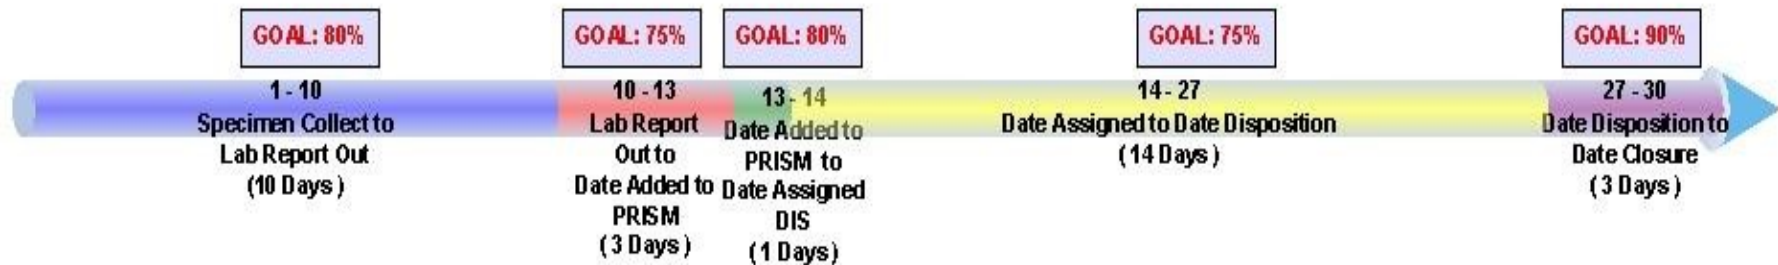 GOAL: 80%
GOAL: 75%
GOAL: 80%
GOAL: 75%
GOAL: 90%
1 - 10
Specimen Collect to
Lab Report Out
(10 Days)
10 - 13
Lab Report
Out to
Date Added to
PRISM
(3 Days)
13 - 14
Date Added to
PRISM to
Date Assigned
DIS
(1 Days)
14 - 27
Date Assigned to Date Disposition
(14 Days)
27 - 30
Date Disposition to
Date Closure
(3 Days)